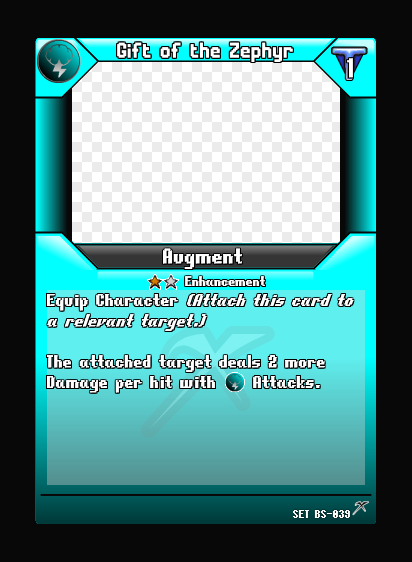 Gift of the Zephyr
1
Augment
Enhancement
Equip Character (Attach this card to
a relevant target.)
The attached target deals 2 more
Damage per hit with Attacks.
SET BS-039